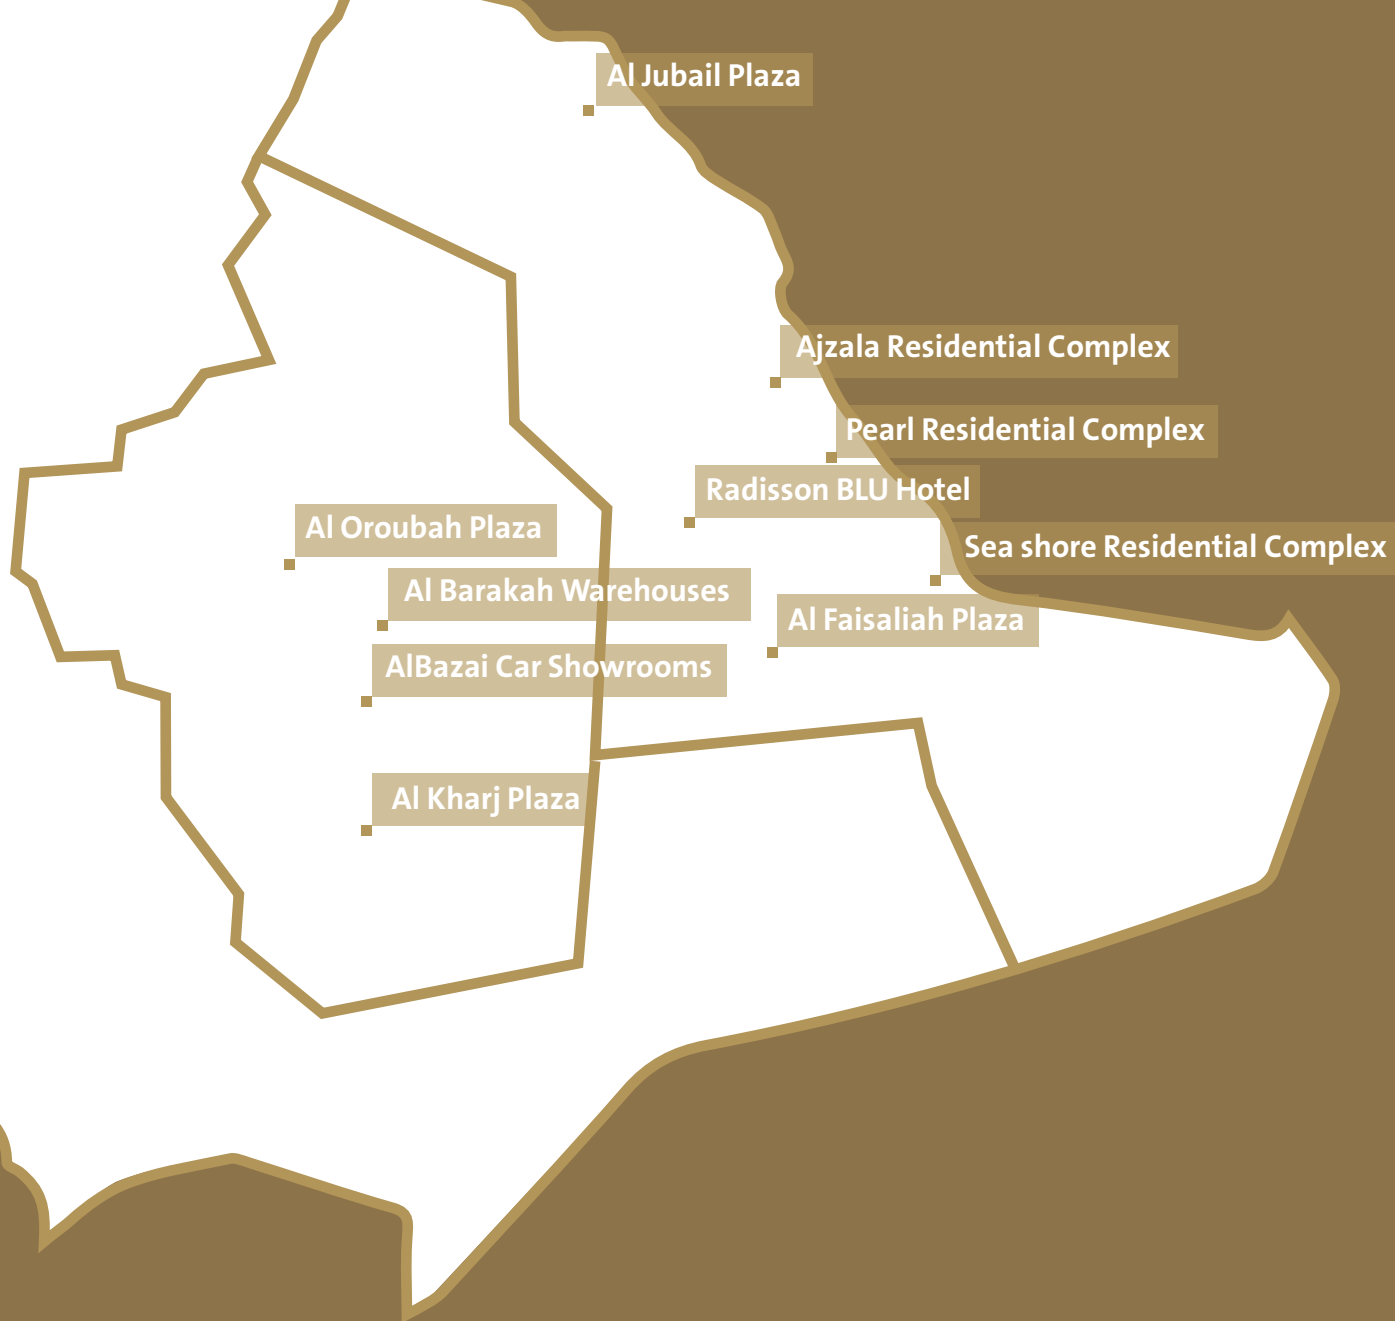 Al Jubail Plaza
Ajzala Residential Complex
Pearl Residential Complex
Radisson BLU Hotel
Al Oroubah Plaza
Sea shore Residential Complex
Al Barakah Warehouses
Al Faisaliah Plaza
AlBazai Car Showrooms
Al Kharj Plaza